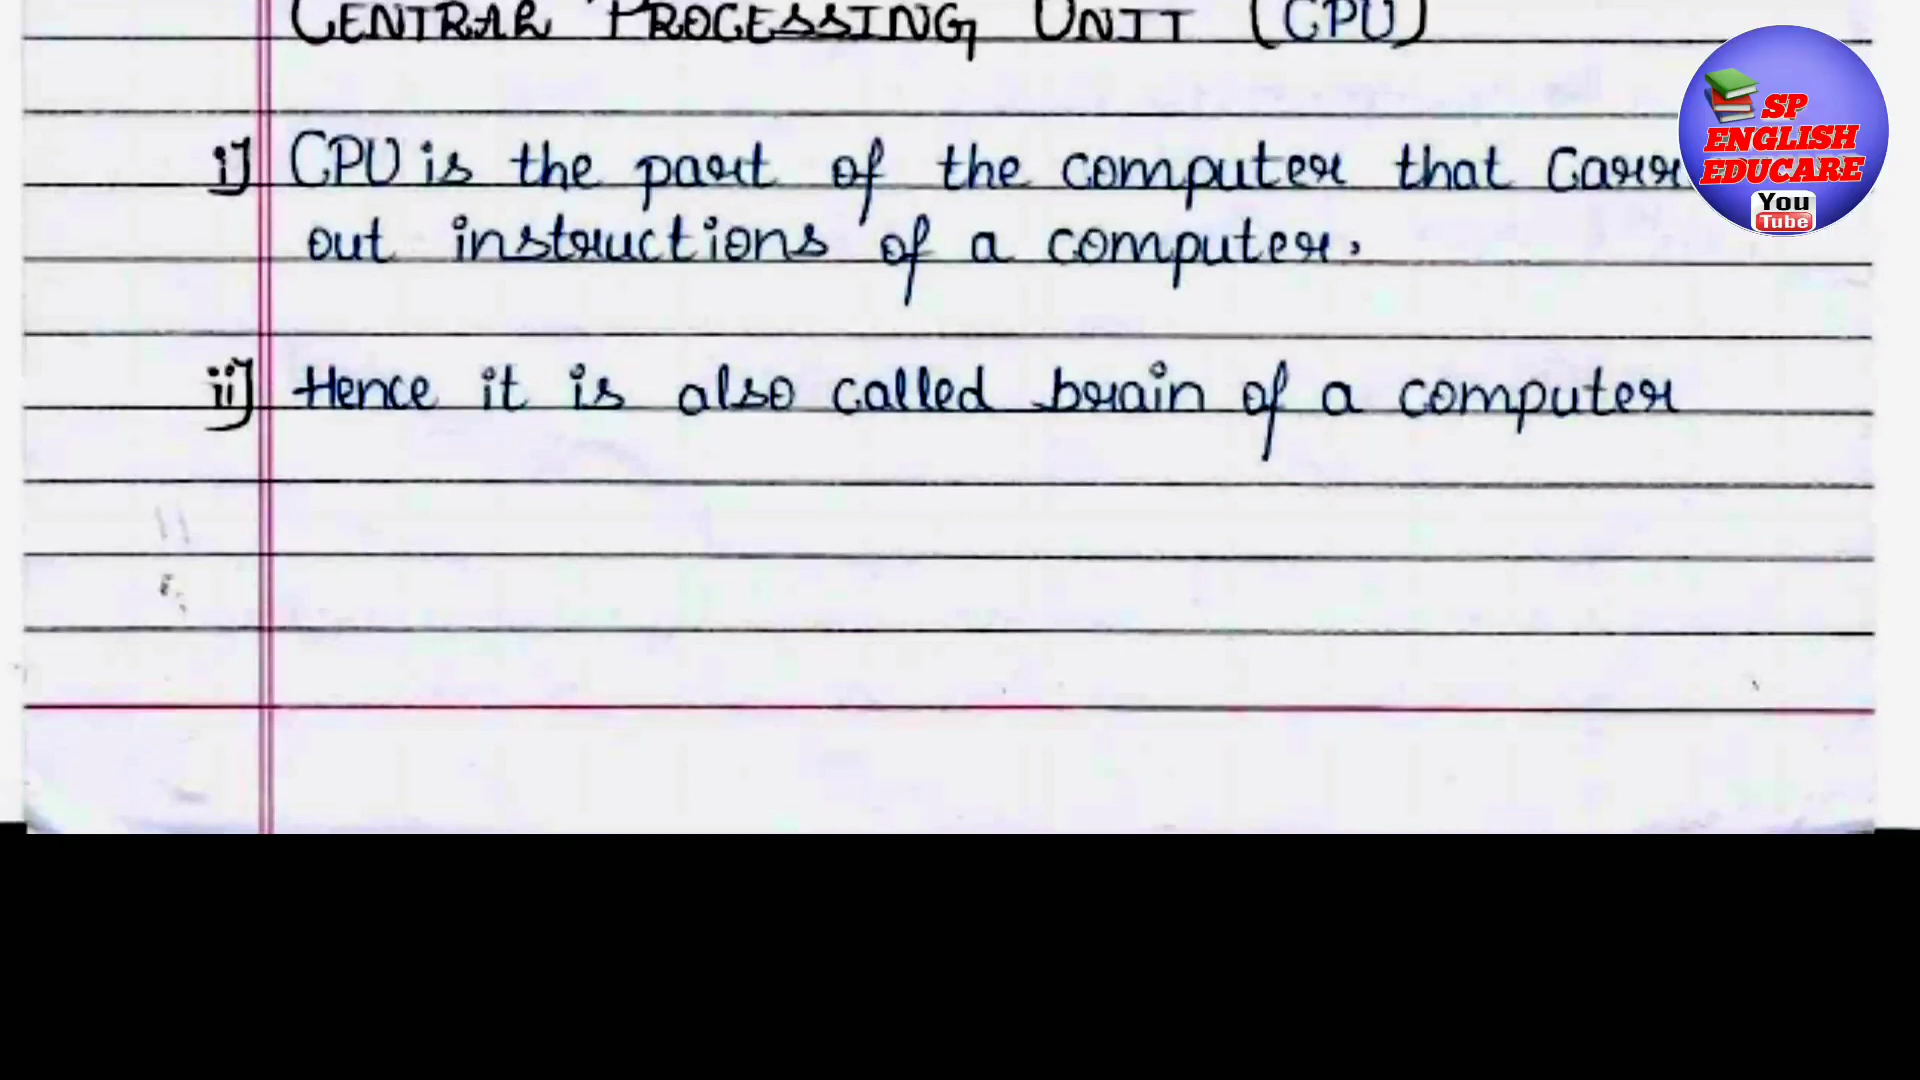 CENTRAL PROCESSING UNIT (CPU)
i] CPU is the part of the computer that Carr
out instructions of a computer.
ii] Hence it is also called brain of a computer
SP
ENGLISH
EDUCARE
You
Tube